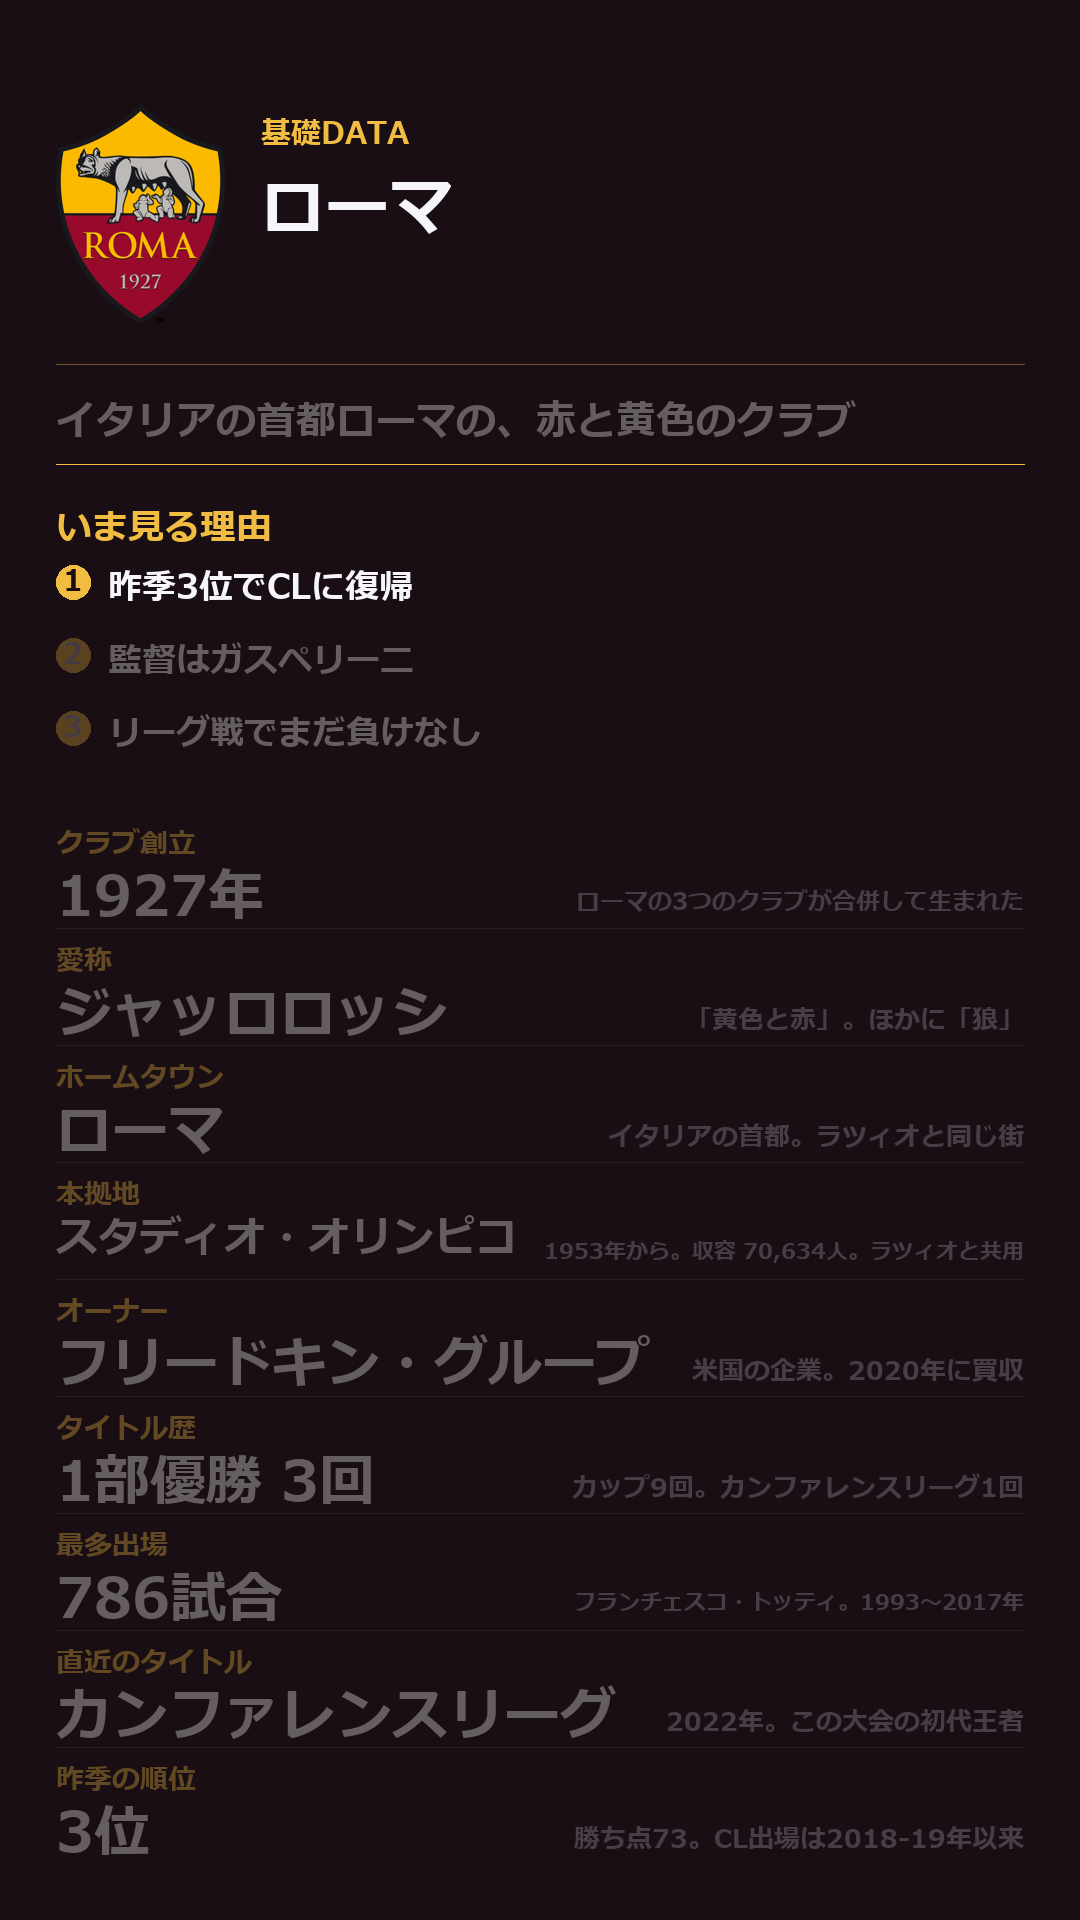 基礎DATA
ローマ
ROMA
1927
TM
イタリアの首都ローマの、赤と黄色のクラブ
いま見る理由
1 昨季3位でCLに復帰
2 監督はガスペリーニ
3 リーグ戦でまだ負けなし
クラブ創立
1927年 ローマの3つのクラブが合併して生まれた
愛称
ジャッロロッシ 「黄色と赤」。ほかに「狼」
ホームタウン
ローマ イタリアの首都。ラツィオと同じ街
本拠地
スタディオ・オリンピコ 1953年から。収容 70,634人。ラツィオと共用
オーナー
フリードキン・グループ 米国の企業。2020年に買収
タイトル歴
1部優勝 3回 カップ9回。カンファレンスリーグ1回
最多出場
786試合 フランチェスコ・トッティ。1993〜2017年
直近のタイトル
カンファレンスリーグ 2022年。この大会の初代王者
昨季の順位
3位 勝ち点73。CL出場は2018-19年以来